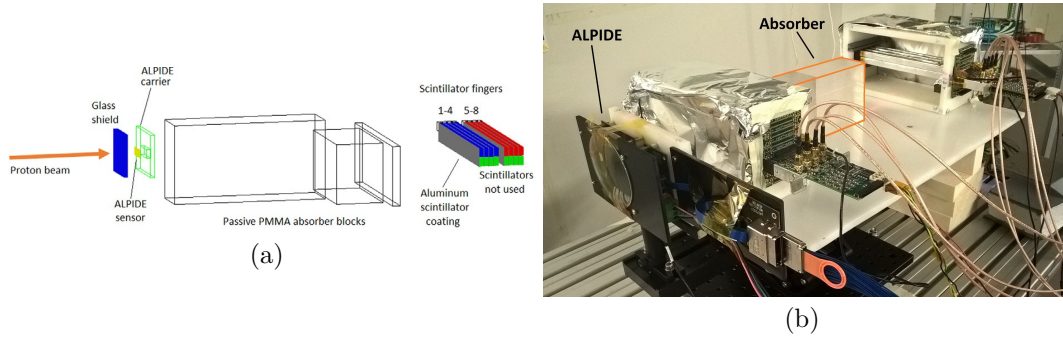 ALPIDE
carrier
Glass
shield
Proton beam
ALPIDE
sensor
Passive PMMA absorber blocks
Scintillator fingers
1-4 5-8
Aluminum
scintillator
coating
Scintillators
not used
(a)
ALPIDE
Absorber
(b)